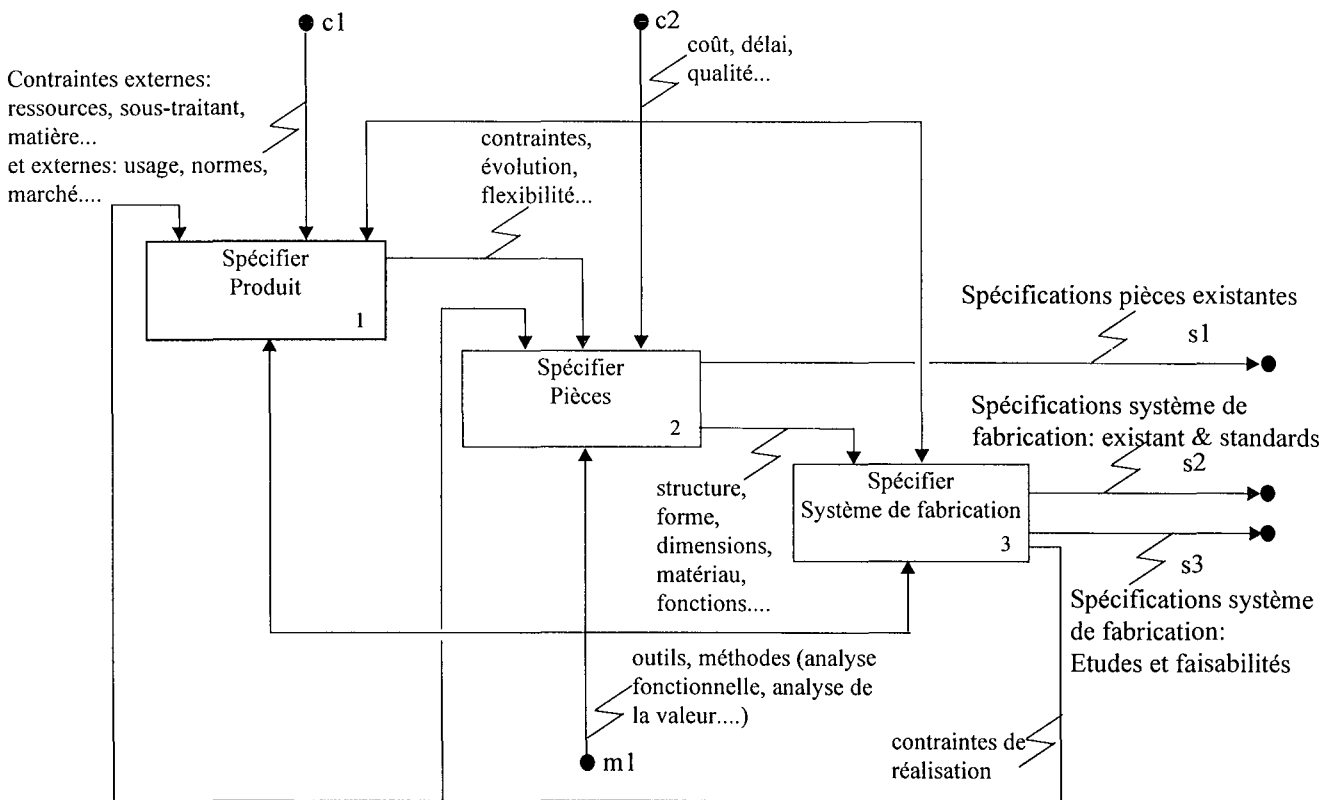 c1
c2
coût, délai,
qualité...
Contraintes externes:
ressources, sous-traitant,
matière...
et externes: usage, normes,
marché....
contraintes,
évolution,
flexibilité...
Spécifier
Produit
1
Spécifications pièces existantes
s1
Spécifier
Pièces
2
Spécifications système de
fabrication: existant & standards
s2
Spécifier
Système de fabrication
3
structure,
forme,
dimensions,
matériau,
fonctions....
s3
Spécifications système
de fabrication:
Etudes et faisabilités
outils, méthodes (analyse
fonctionnelle, analyse de
la valeur....)
contraintes de
réalisation
m1